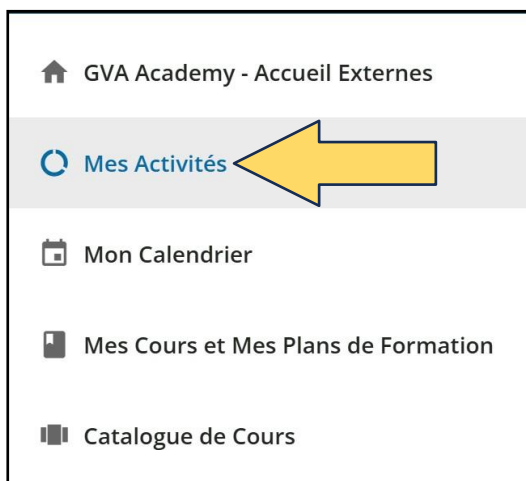 GVA Academy - Accueil Externes
Mes Activités
Mon Calendrier
Mes Cours et Mes Plans de Formation
Catalogue de Cours